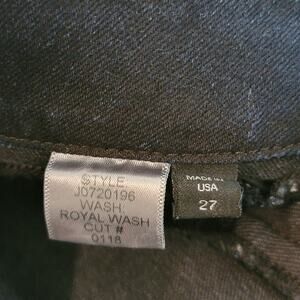 STYLE
J0720196
WASH
ROYAL WASH
CUT #
0118
MADE IN
USA
27